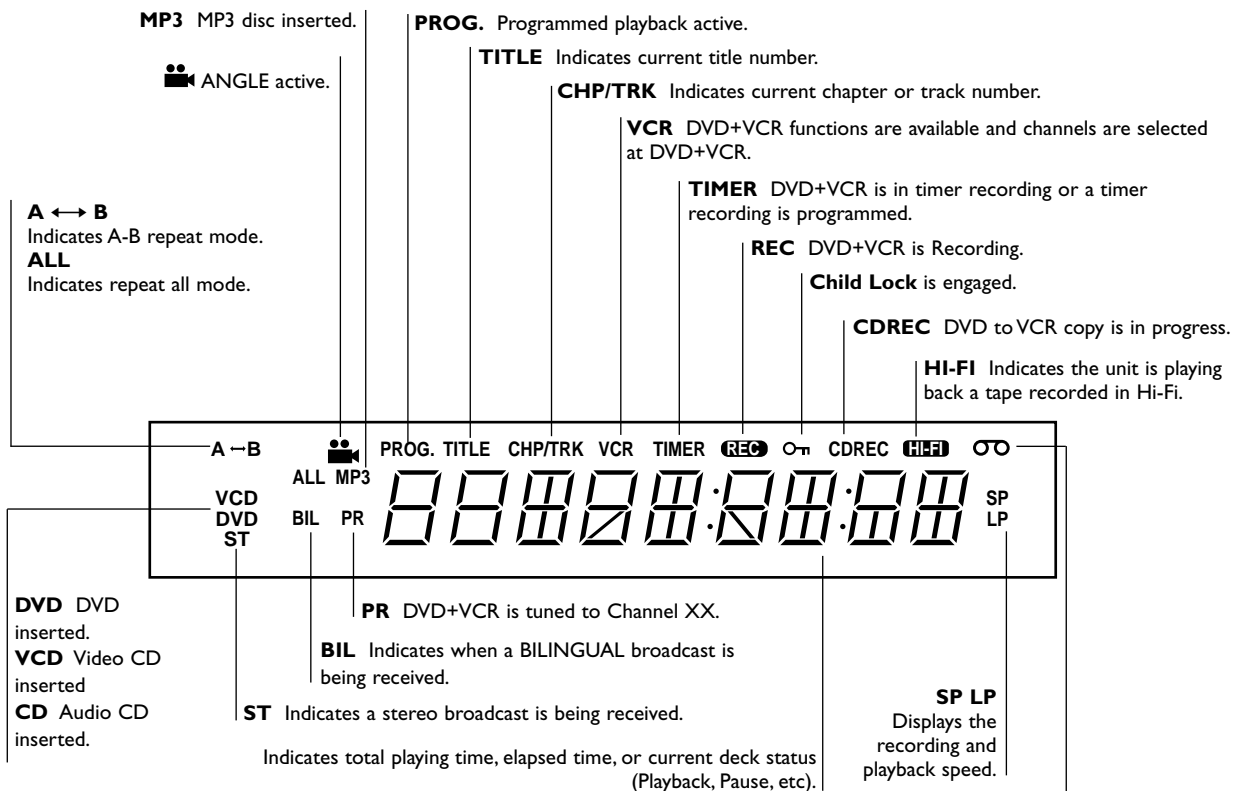 MP3 MP3 disc inserted.
PROG. Programmed playback active.
TITLE Indicates current title number.
ANGLE active.
CHP/TRK Indicates current chapter or track number.
VCR DVD+VCR functions are available and channels are selected
at DVD+VCR.
TIMER DVD+VCR is in timer recording or a timer
recording is programmed.
A ⟷ B
Indicates A-B repeat mode.
ALL
Indicates repeat all mode.
REC DVD+VCR is Recording.
Child Lock is engaged.
CDREC DVD to VCR copy is in progress.
HI-FI Indicates the unit is playing
back a tape recorded in Hi-Fi.
A↔B PROG. TITLE CHP/TRK VCR TIMER REC CDREC HI-FI
ALL MP3
VCD
DVD
ST
BIL PR
SP
LP
DVD DVD
inserted.
VCD Video CD
inserted
CD Audio CD
inserted.
PR DVD+VCR is tuned to Channel XX.
BIL Indicates when a BILINGUAL broadcast is
being received.
ST Indicates a stereo broadcast is being received.
Indicates total playing time, elapsed time, or current deck status
(Playback, Pause, etc).
SP LP
Displays the
recording and
playback speed.